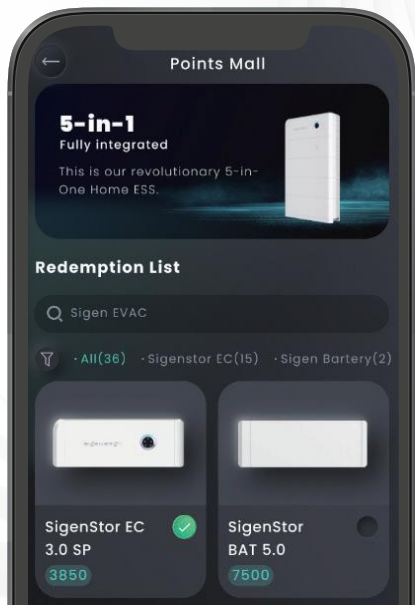 Points Mall
5-in-1
Fully integrated
This is our revolutionary 5-in-
One Home ESS.
Redemption List
Sigen EVAC
·All(36) ·Sigenstor EC(15) ·Sigen Bartery(2)
SigenStor EC
3.0 SP
3850
SigenStor
BAT 5.0
7500